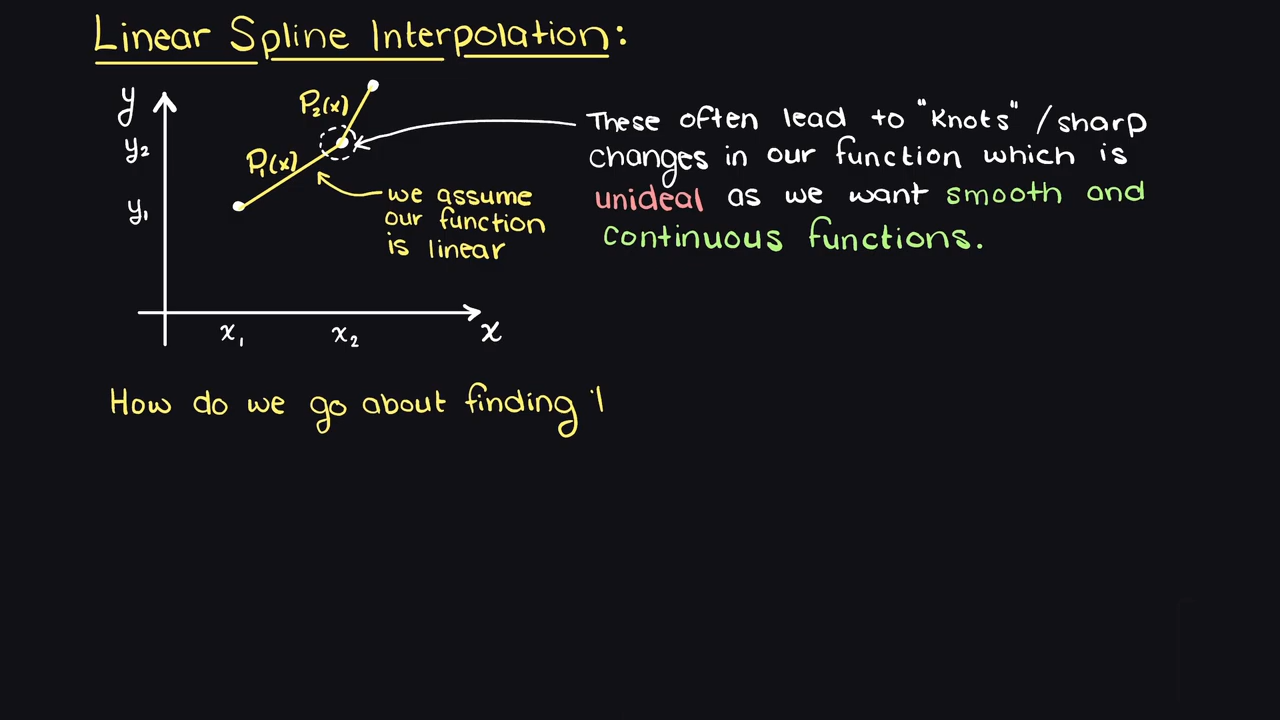 Linear Spline Interpolation:
y
y₂
y₁
P₂(x)
P₁(x)
we assume
our function
is linear
x₁
x₂
x
These often lead to "Knots" / sharp
changes in our function which is
unideal as we want smooth and
continuous functions.
How do we go about finding